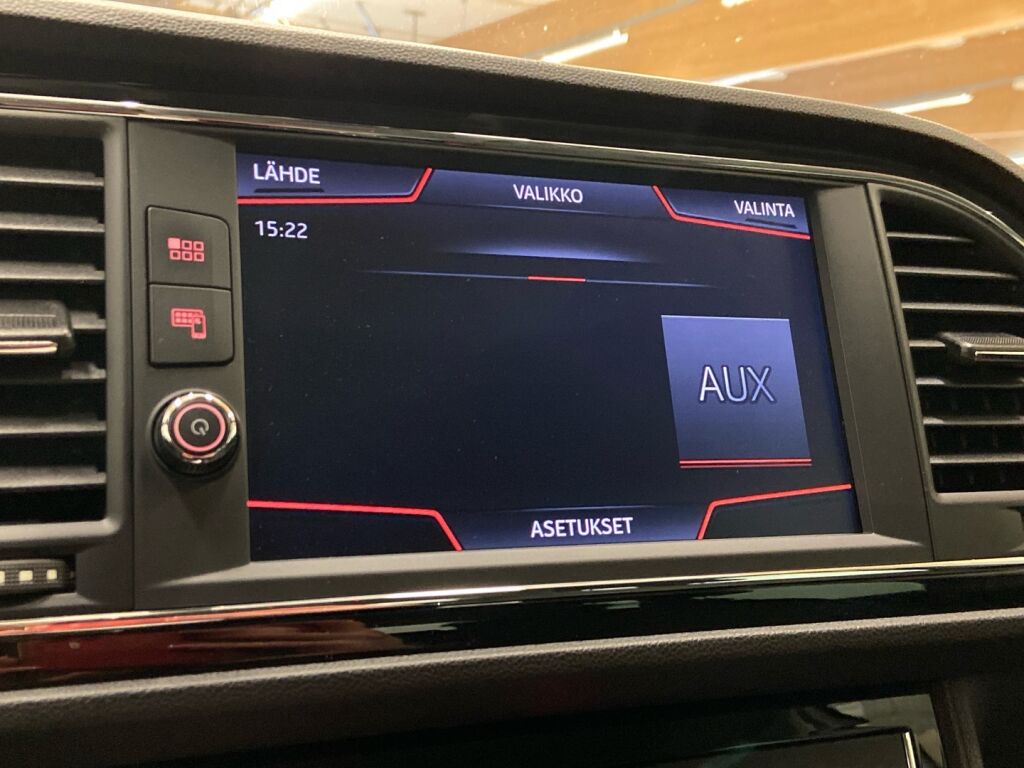 LÄHDE
VALIKKO
VALINTA
15:22
AUX
ASETUKSET